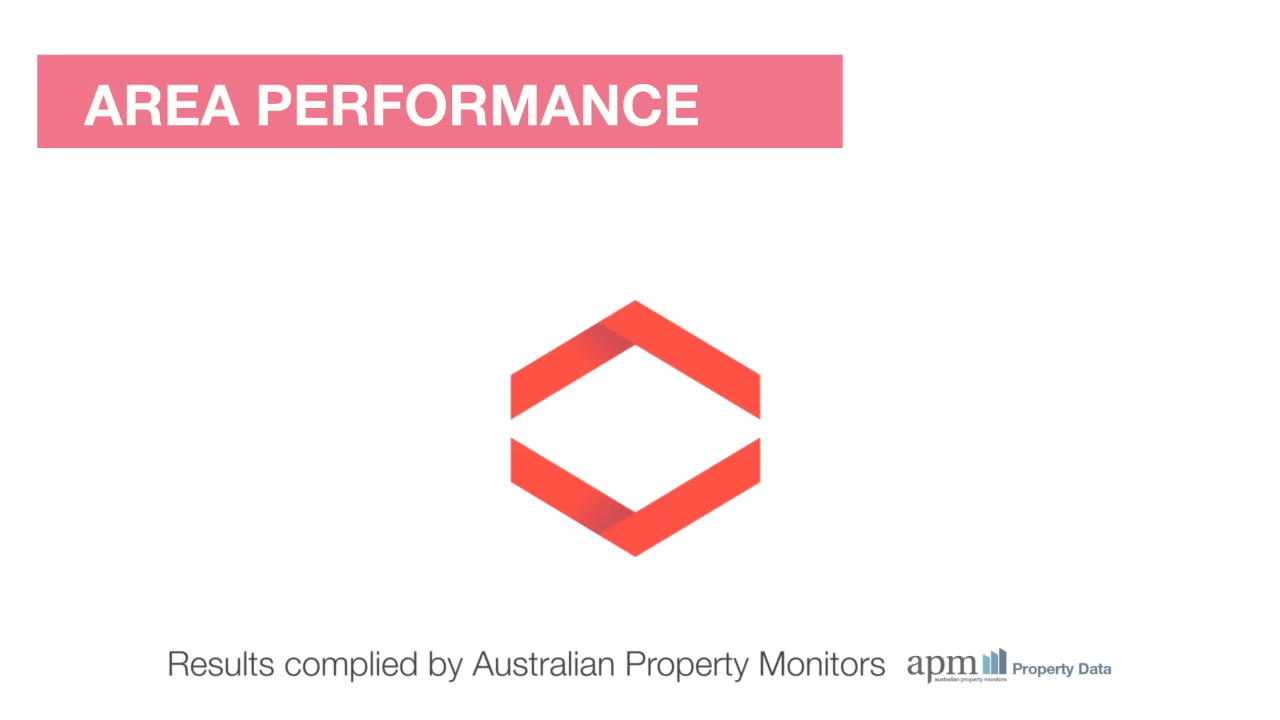 AREA PERFORMANCE
Results complied by Australian Property Monitors
apm
australian property monitors
Property Data